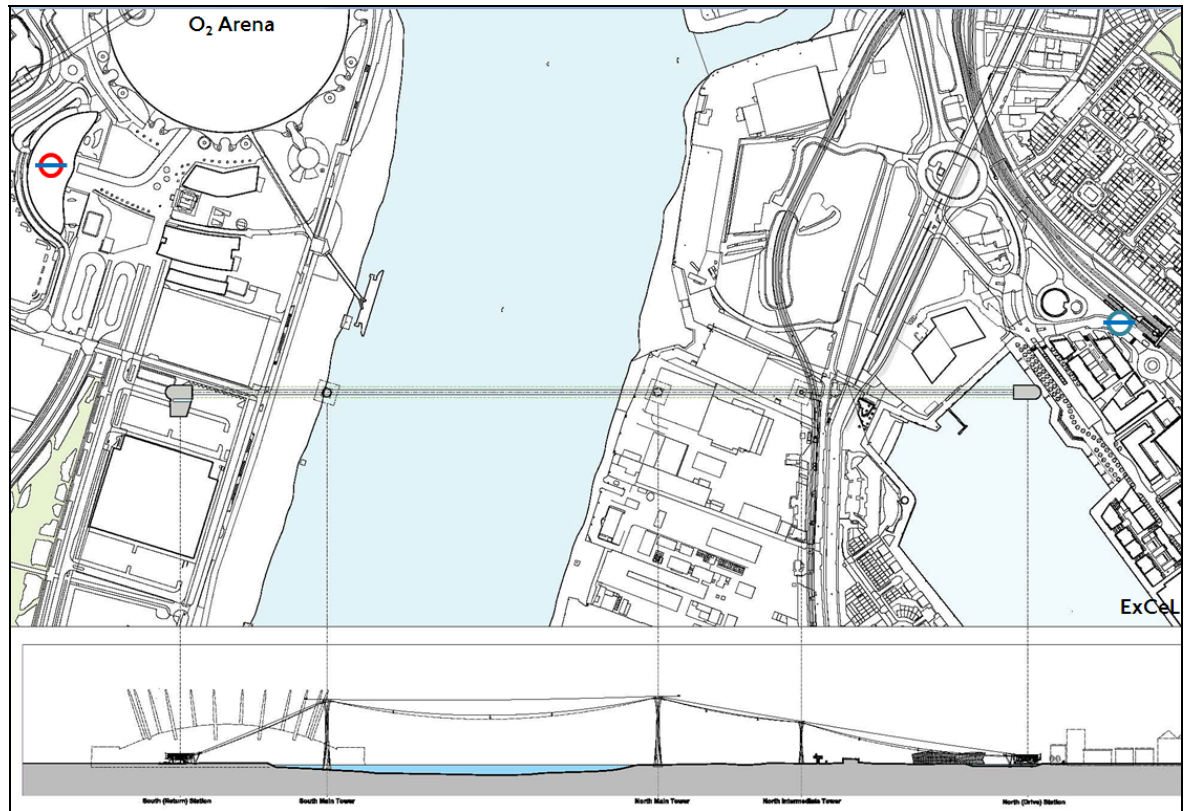 O₂ Arena
ExCeL
South (Return) Station
South Main Tower
North Main Tower
North Intermediate Tower
North (Drive) Station